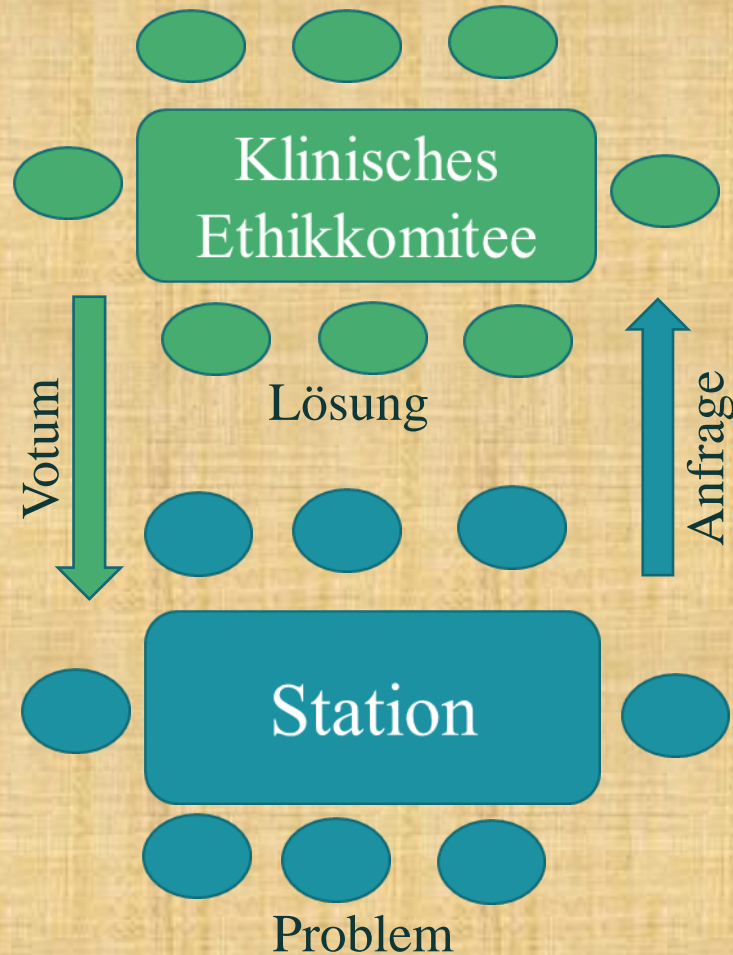 Klinisches
Ethikkomitee
Votum
Lösung
Anfrage
Station
Problem